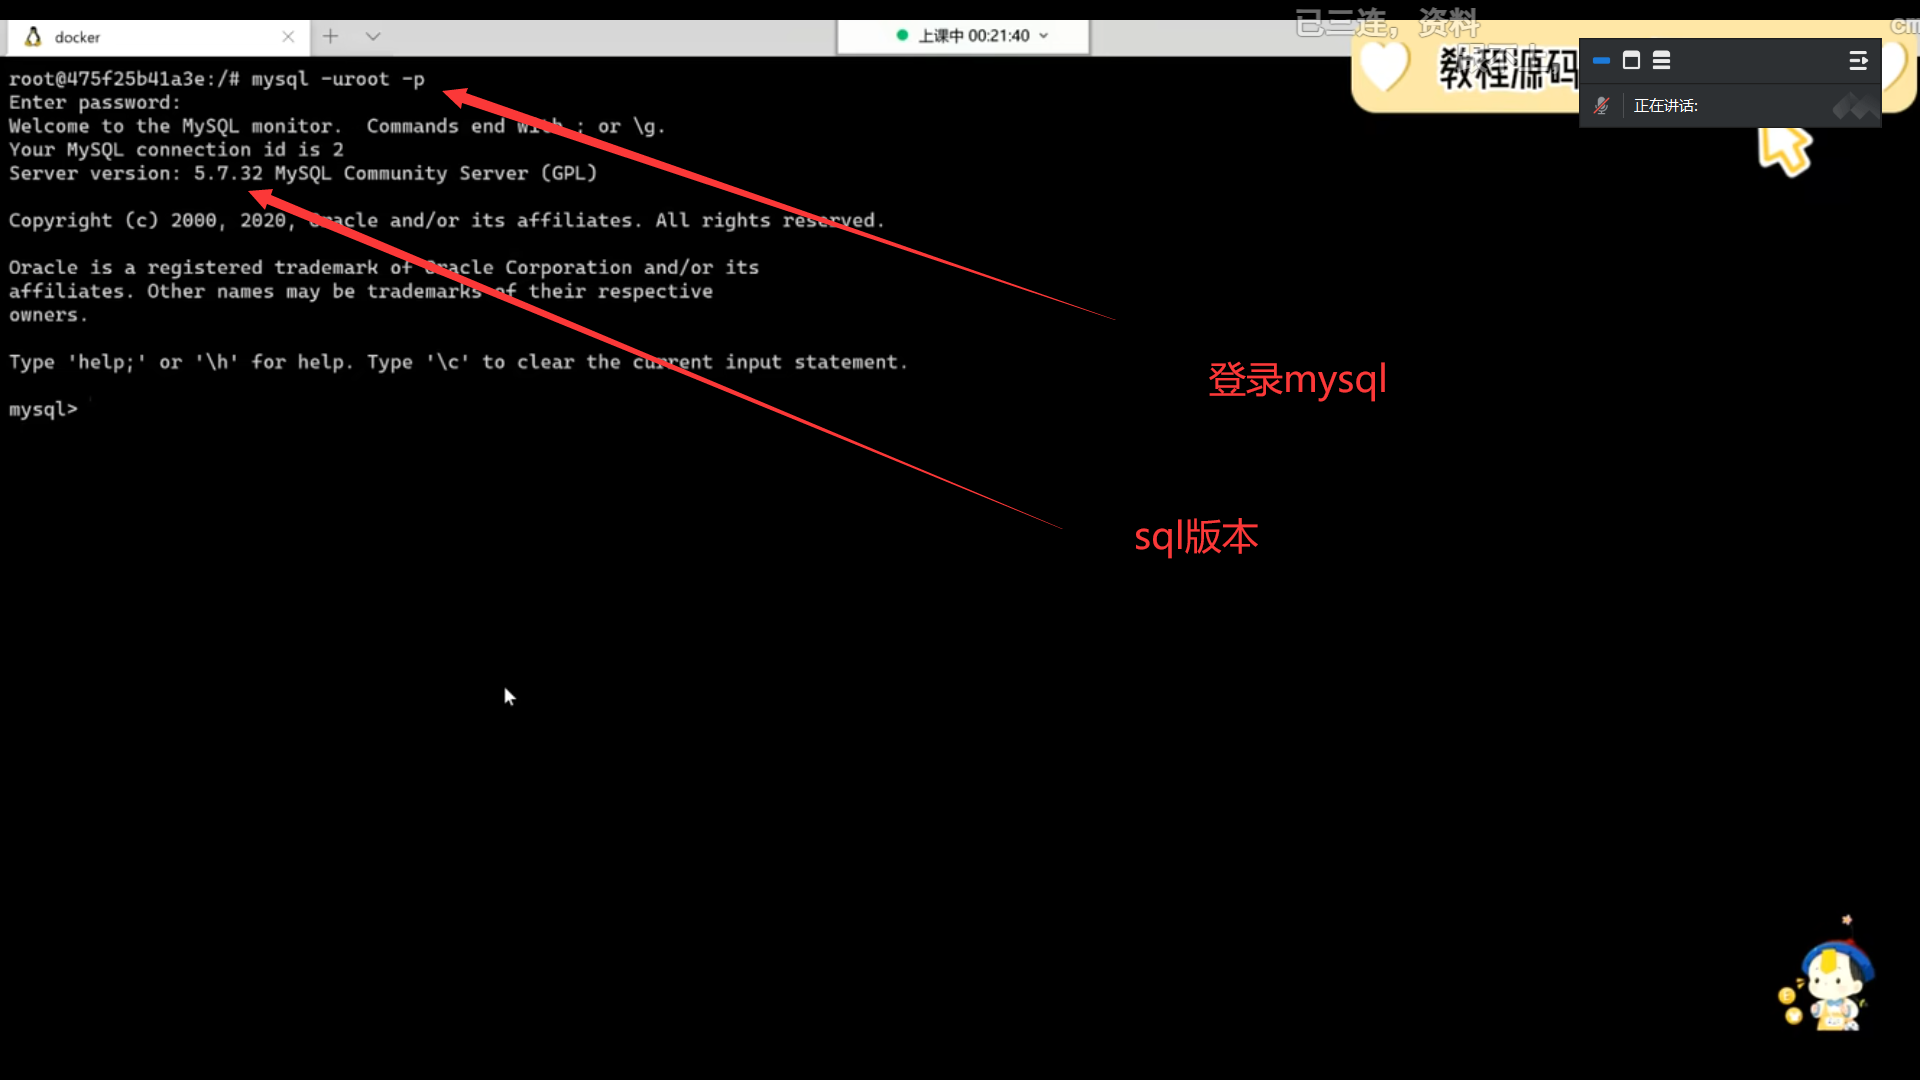 已三连，资料
cm
docker
上课中 00:21:40
教程源码
正在讲话:
root@475f25b41a3e:/# mysql -uroot -p
Enter password:
Welcome to the MySQL monitor.  Commands end with ; or \g.
Your MySQL connection id is 2
Server version: 5.7.32 MySQL Community Server (GPL)
Copyright (c) 2000, 2020, Oracle and/or its affiliates. All rights reserved.
Oracle is a registered trademark of Oracle Corporation and/or its
affiliates. Other names may be trademarks of their respective
owners.
Type 'help;' or '\h' for help. Type '\c' to clear the current input statement.
mysql>
登录mysql
sql版本